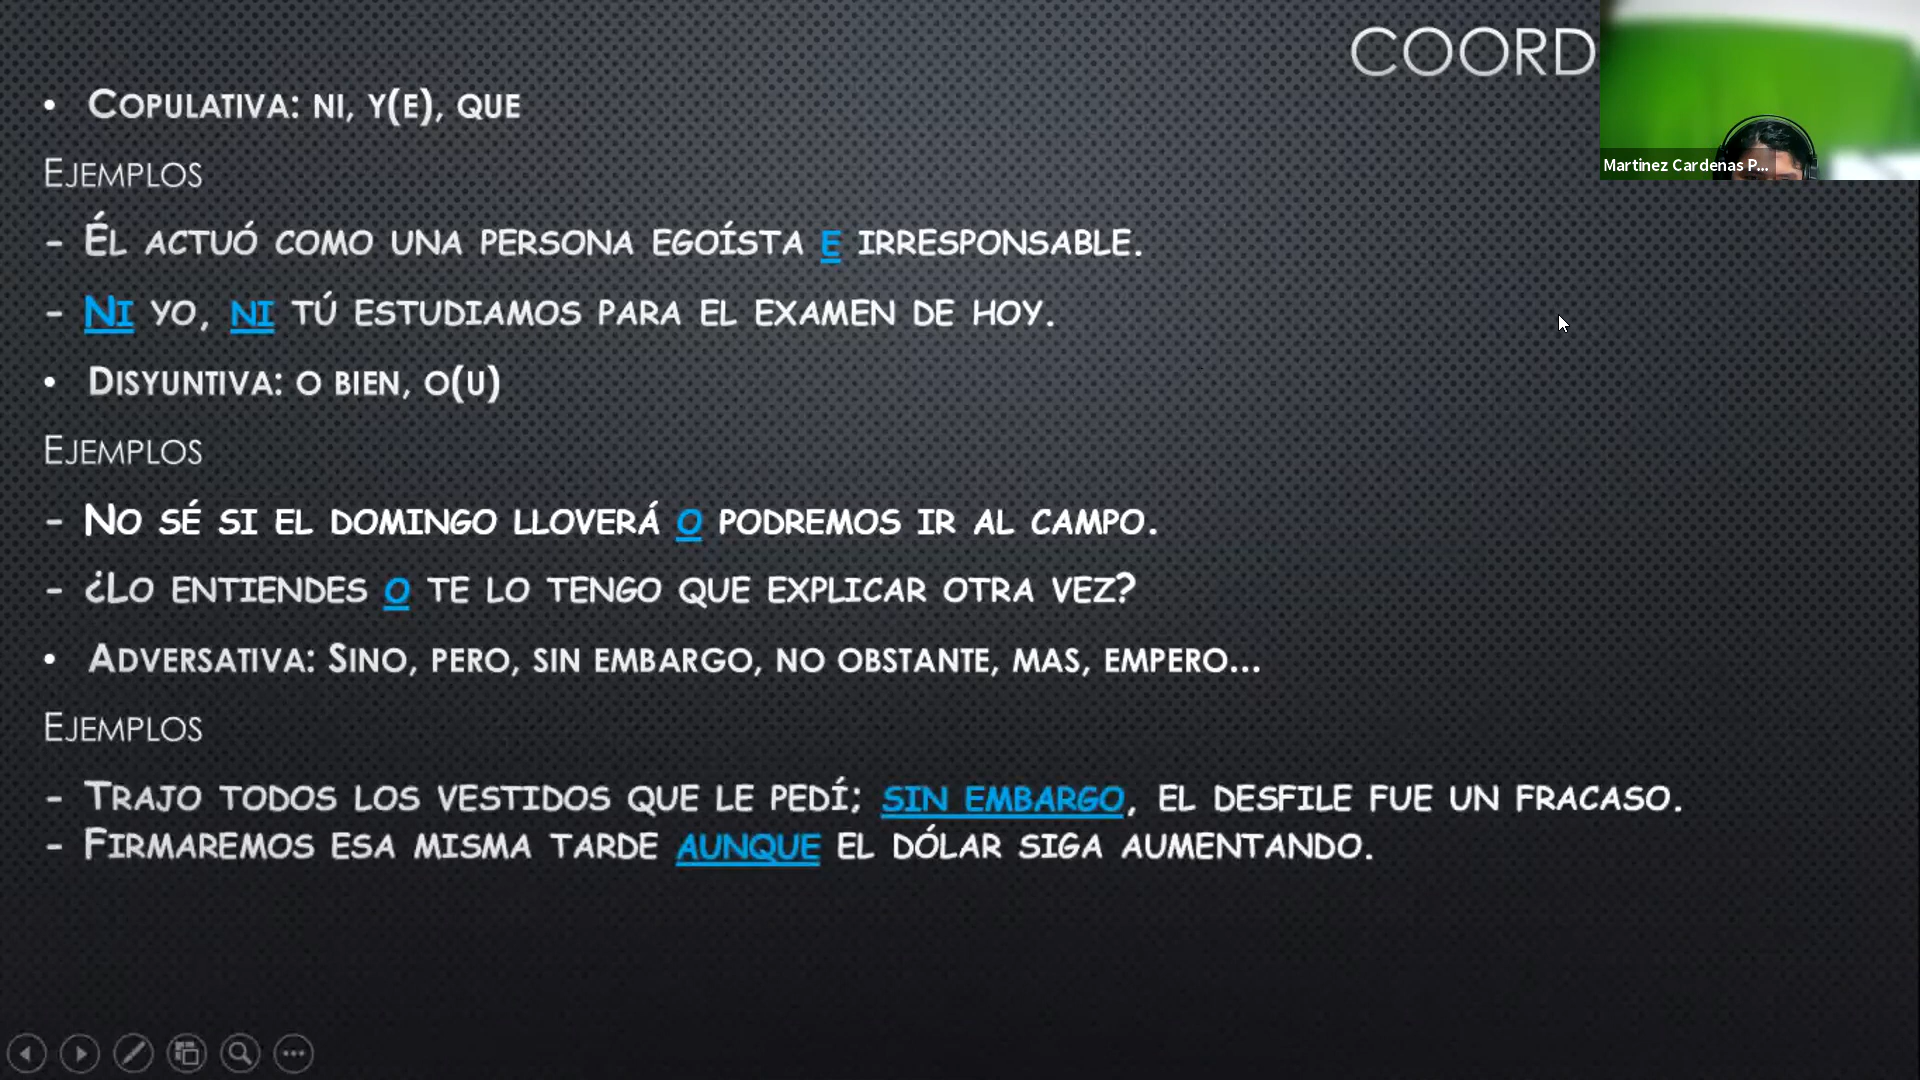 COORD
Martinez Cardenas P...
• COPULATIVA: NI, Y(E), QUE
EJEMPLOS
- ÉL ACTUÓ COMO UNA PERSONA EGOÍSTA E IRRESPONSABLE.
- NI YO, NI TÚ ESTUDIAMOS PARA EL EXAMEN DE HOY.
• DISYUNTIVA: O BIEN, O(U)
EJEMPLOS
- NO SÉ SI EL DOMINGO LLOVERÁ O PODREMOS IR AL CAMPO.
- ¿LO ENTIENDES O TE LO TENGO QUE EXPLICAR OTRA VEZ?
• ADVERSATIVA: SINO, PERO, SIN EMBARGO, NO OBSTANTE, MAS, EMPERO...
EJEMPLOS
- TRAJO TODOS LOS VESTIDOS QUE LE PEDÍ; SIN EMBARGO, EL DESFILE FUE UN FRACASO.
- FIRMAREMOS ESA MISMA TARDE AUNQUE EL DÓLAR SIGA AUMENTANDO.